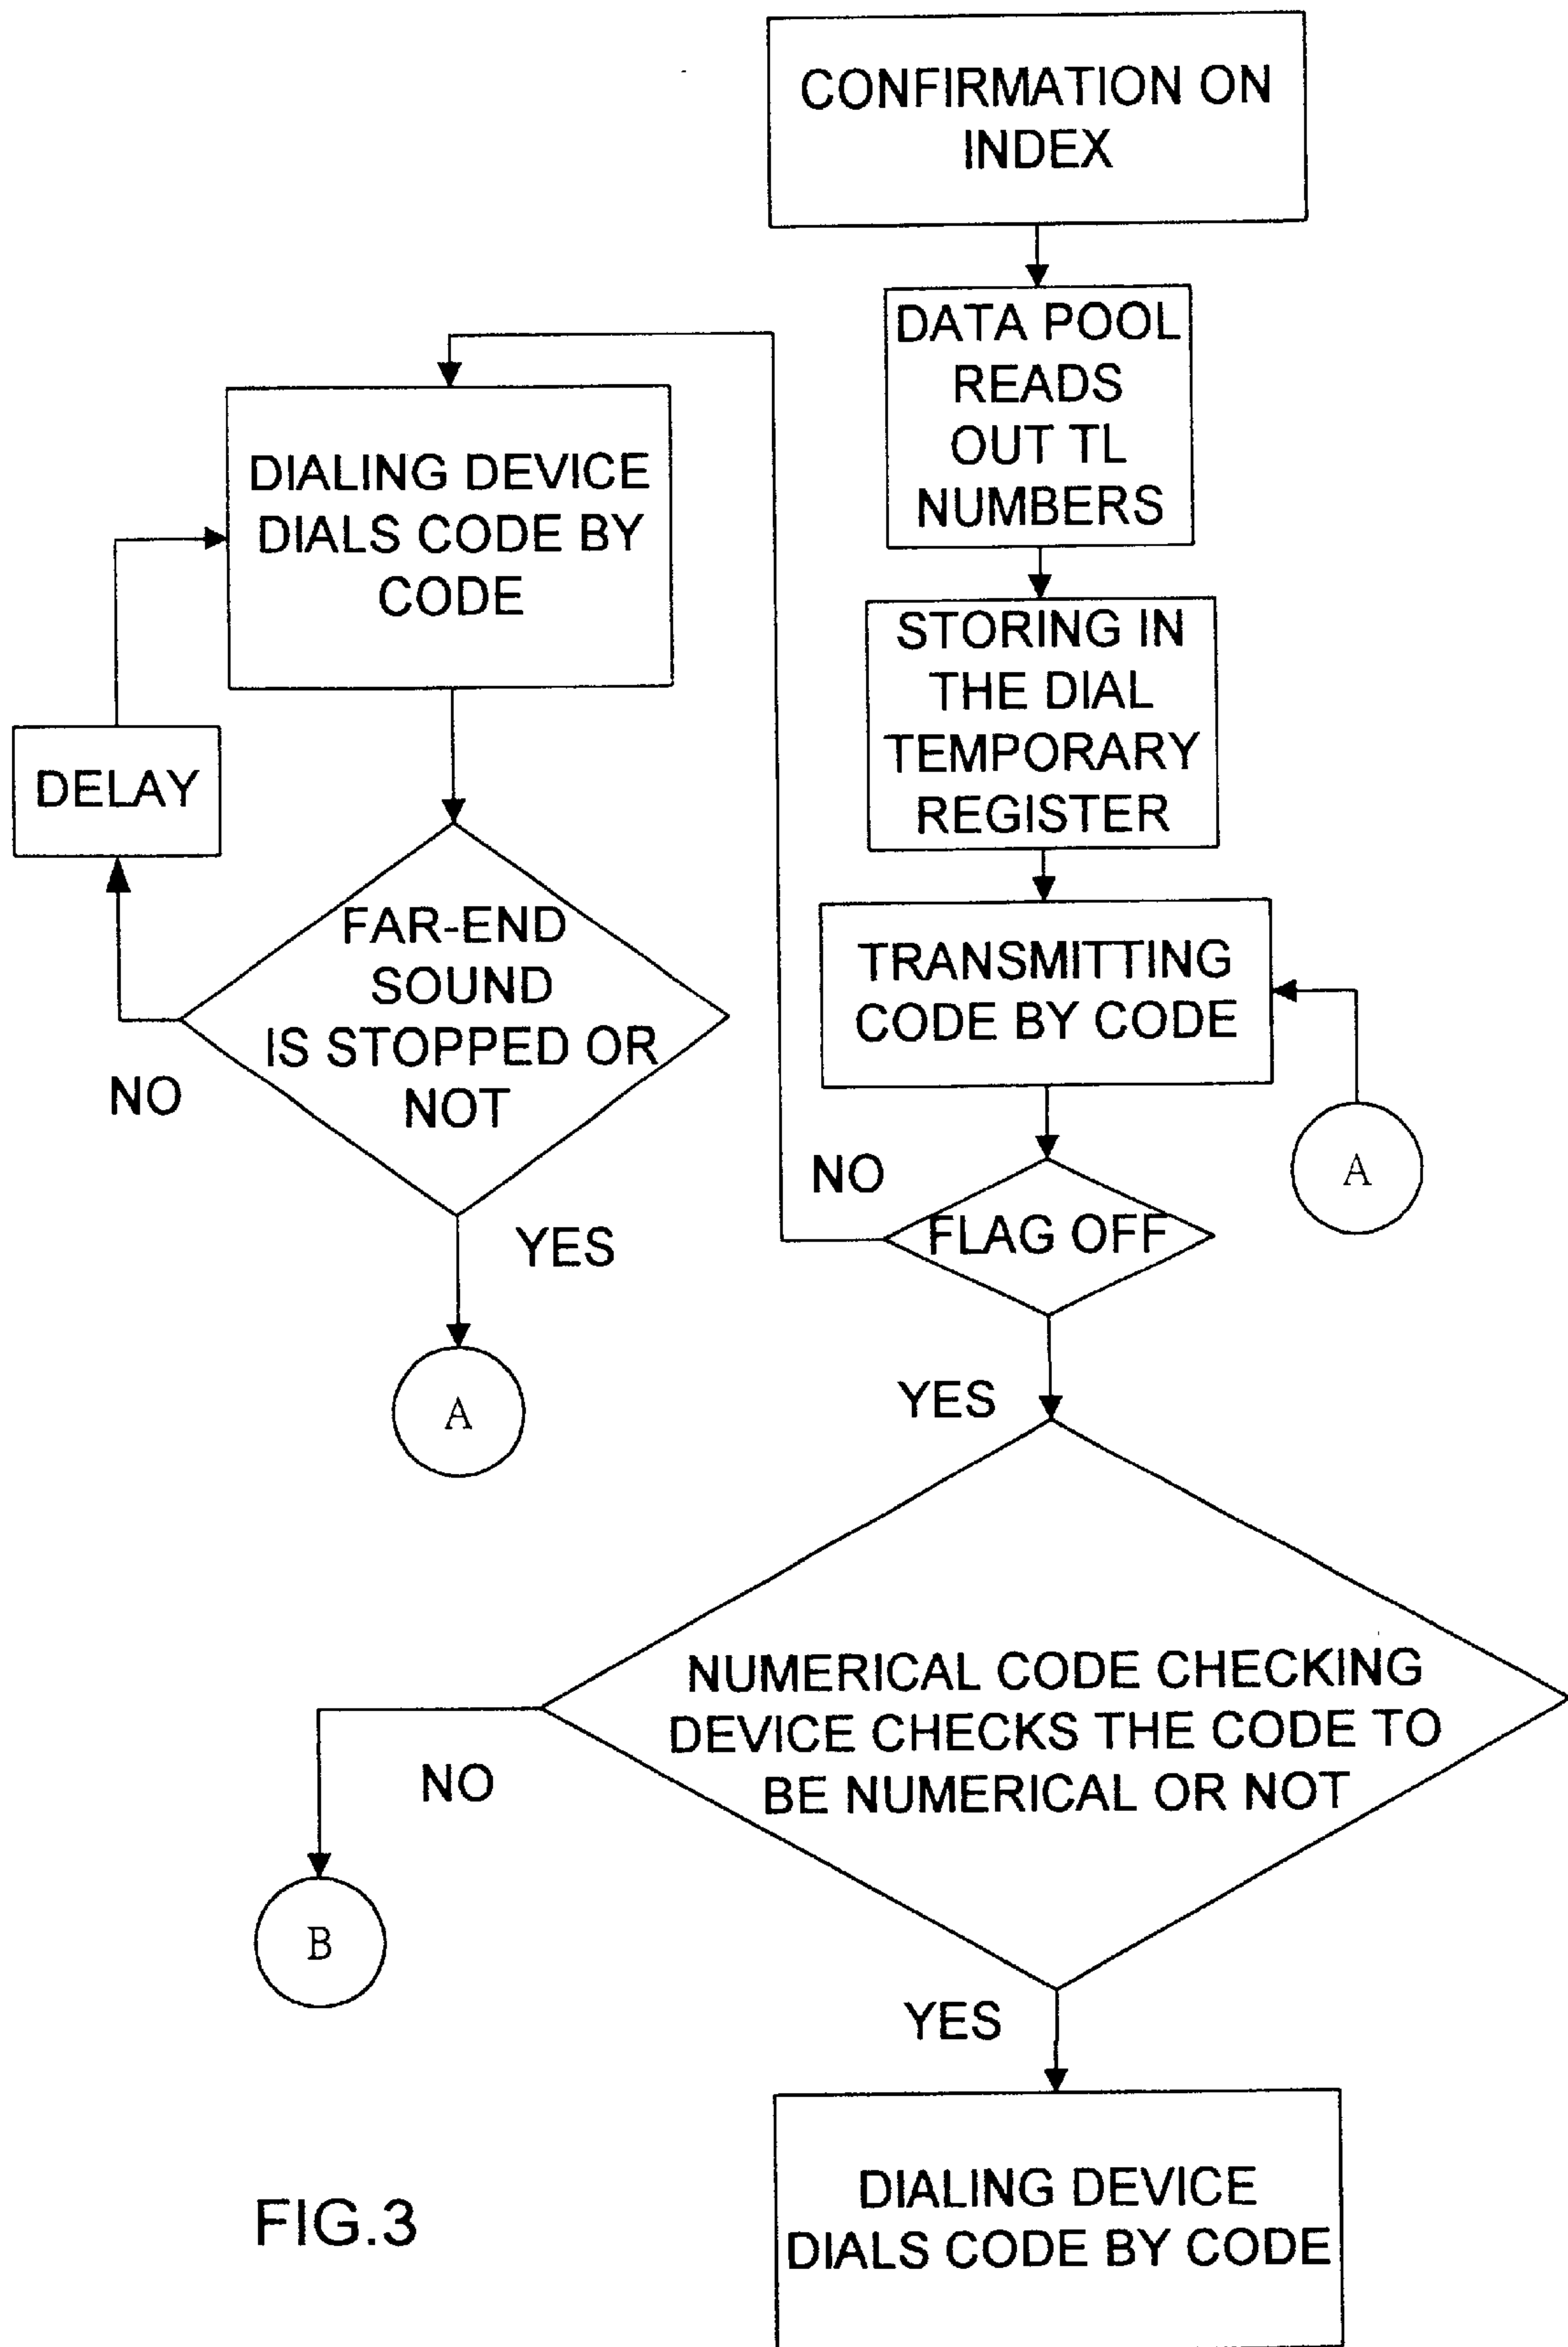 CONFIRMATION ON
INDEX
DATA POOL
READS
OUT TL
NUMBERS
STORING IN
THE DIAL
TEMPORARY
REGISTER
TRANSMITTING
CODE BY CODE
A
FLAG OFF
NO
YES
DIALING DEVICE
DIALS CODE BY
CODE
DELAY
FAR-END
SOUND
IS STOPPED OR
NOT
NO
YES
A
NUMERICAL CODE CHECKING
DEVICE CHECKS THE CODE TO
BE NUMERICAL OR NOT
NO
B
YES
DIALING DEVICE
DIALS CODE BY CODE
FIG.3